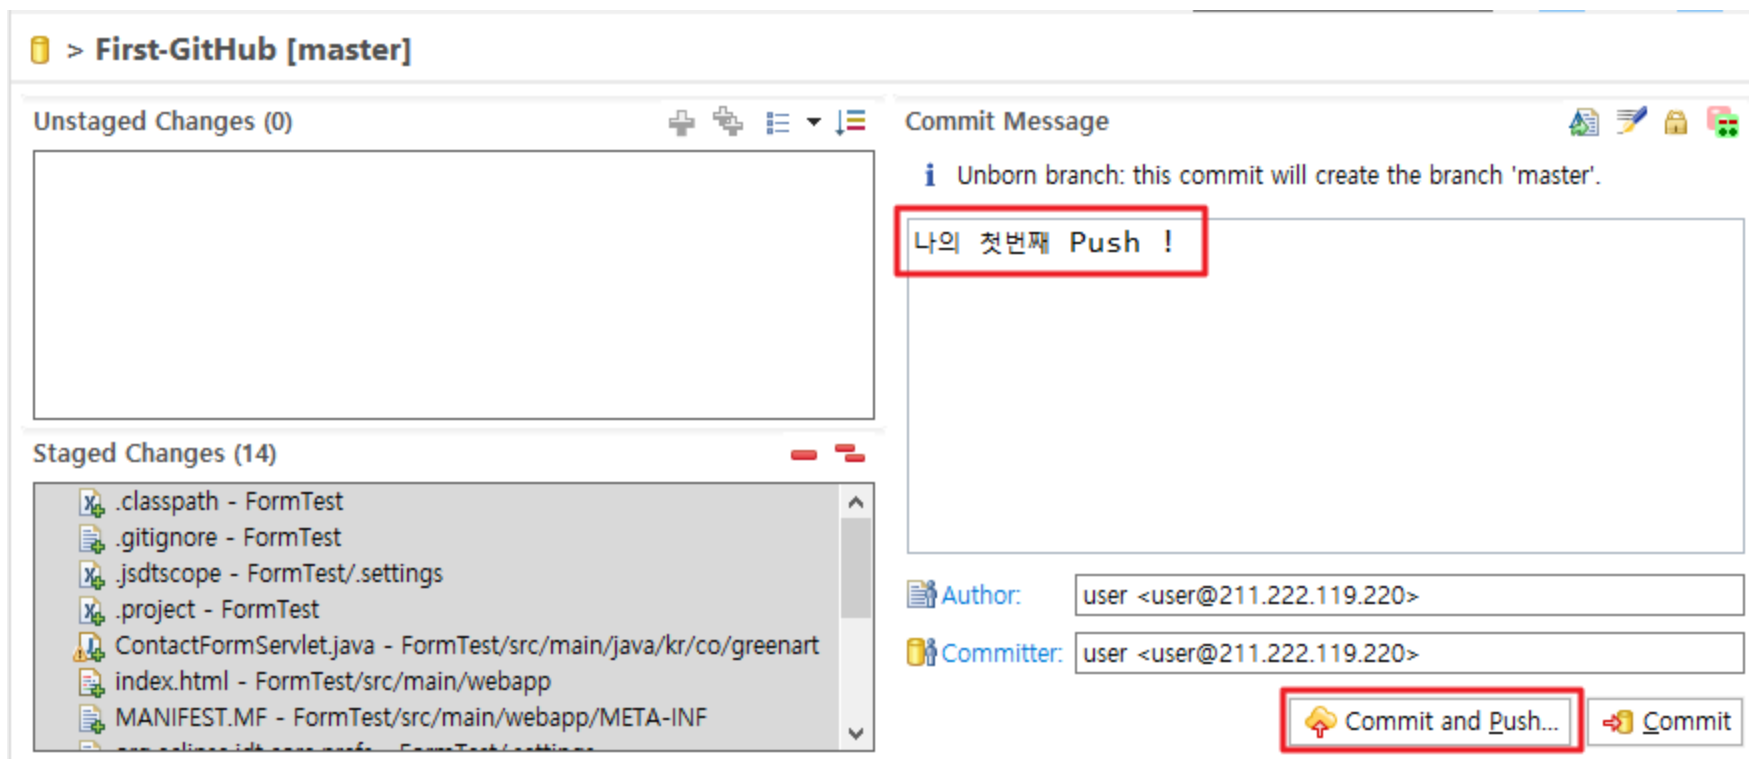 > First-GitHub [master]
Unstaged Changes (0)
Staged Changes (14)
.classpath - FormTest
.gitignore - FormTest
.jsdtscope - FormTest/.settings
.project - FormTest
ContactFormServlet.java - FormTest/src/main/java/kr/co/greenart
index.html - FormTest/src/main/webapp
MANIFEST.MF - FormTest/src/main/webapp/META-INF
Commit Message
Unborn branch: this commit will create the branch 'master'.
나의 첫번째 Push !
Author: user <user@211.222.119.220>
Committer: user <user@211.222.119.220>
Commit and Push... Commit